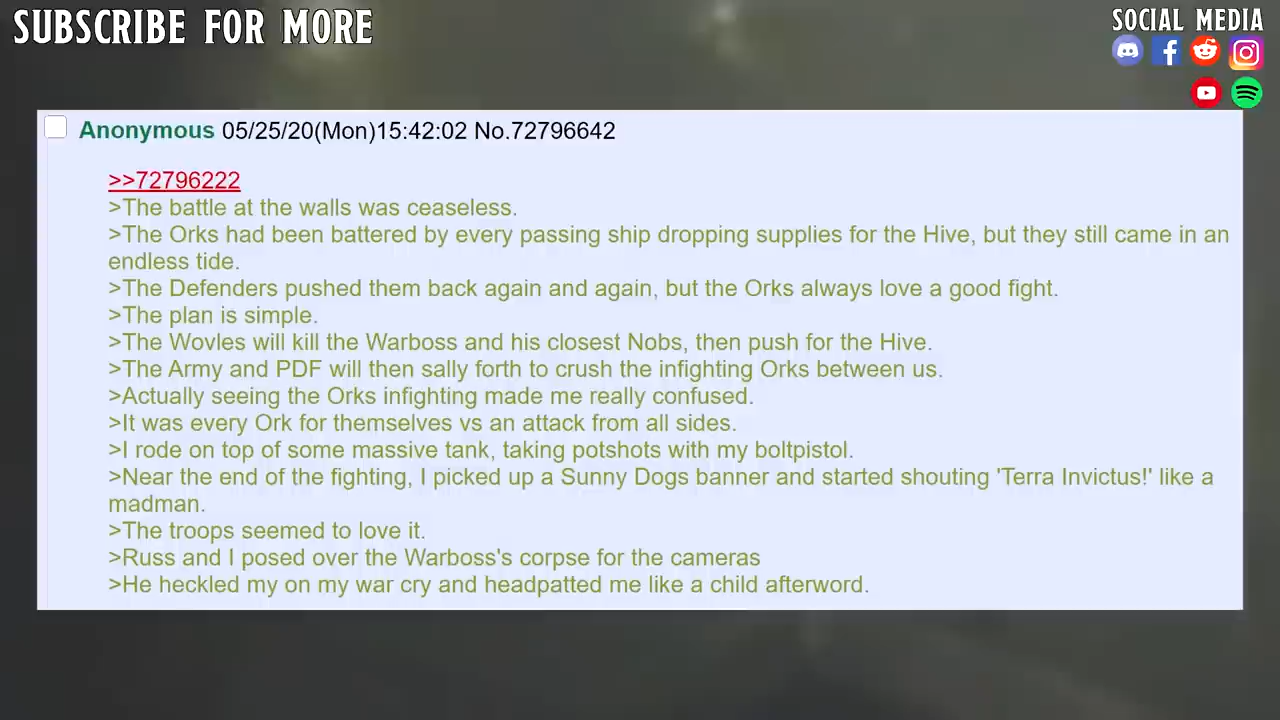 SUBSCRIBE FOR MORE
SOCIAL MEDIA
Anonymous 05/25/20(Mon)15:42:02 No.72796642
>>72796222
>The battle at the walls was ceaseless.
>The Orks had been battered by every passing ship dropping supplies for the Hive, but they still came in an
endless tide.
>The Defenders pushed them back again and again, but the Orks always love a good fight.
>The plan is simple.
>The Wovles will kill the Warboss and his closest Nobs, then push for the Hive.
>The Army and PDF will then sally forth to crush the infighting Orks between us.
>Actually seeing the Orks infighting made me really confused.
>It was every Ork for themselves vs an attack from all sides.
>I rode on top of some massive tank, taking potshots with my boltpistol.
>Near the end of the fighting, I picked up a Sunny Dogs banner and started shouting 'Terra Invictus!' like a
madman.
>The troops seemed to love it.
>Russ and I posed over the Warboss's corpse for the cameras
>He heckled my on my war cry and headpatted me like a child afterword.